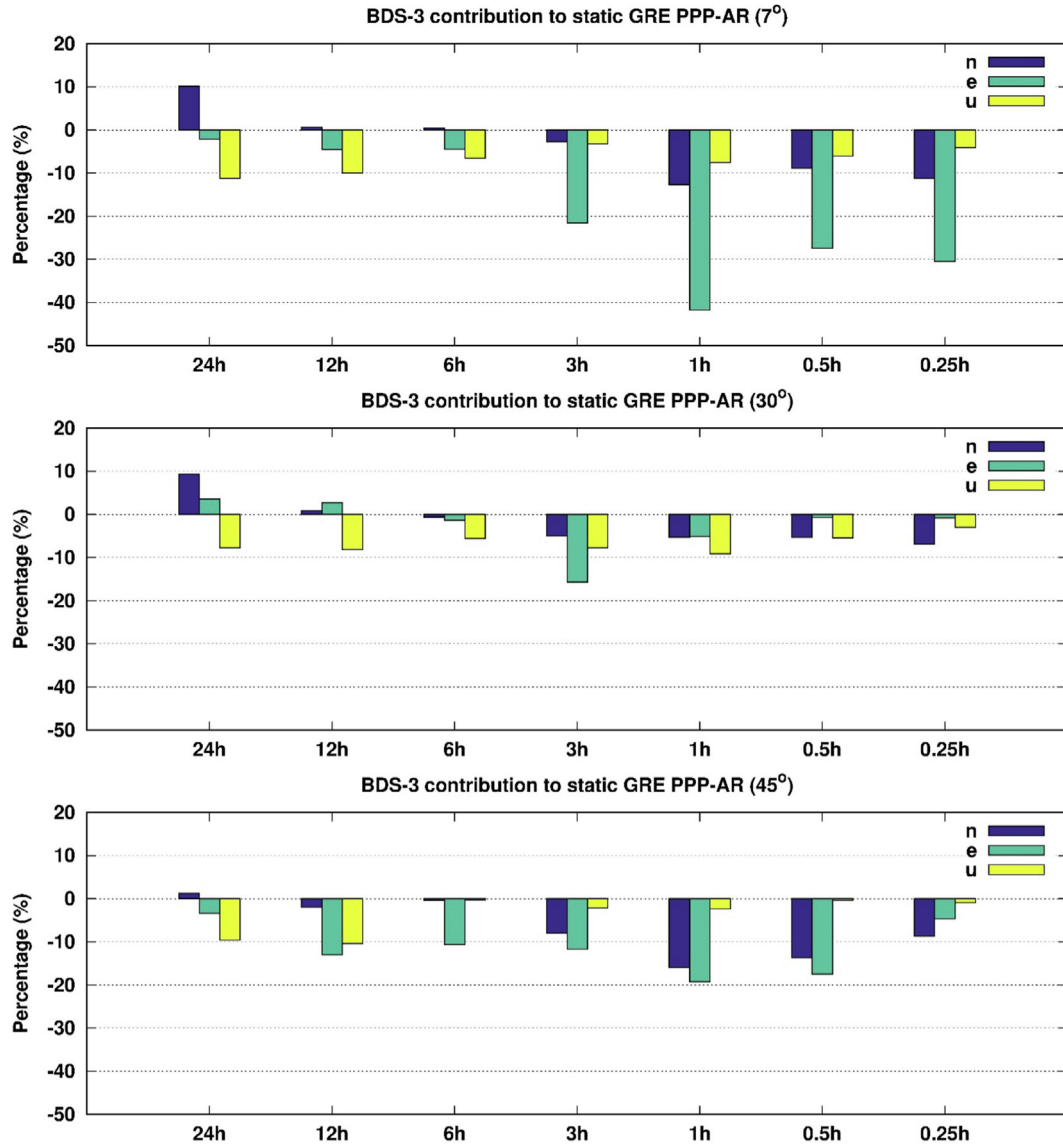 BDS-3 contribution to static GRE PPP-AR (7°)
20
10
0
-10
-20
-30
-40
-50
Percentage (%)
n
e
u
24h 12h 6h 3h 1h 0.5h 0.25h
BDS-3 contribution to static GRE PPP-AR (30°)
20
10
0
-10
-20
-30
-40
-50
Percentage (%)
n
e
u
24h 12h 6h 3h 1h 0.5h 0.25h
BDS-3 contribution to static GRE PPP-AR (45°)
20
10
0
-10
-20
-30
-40
-50
Percentage (%)
n
e
u
24h 12h 6h 3h 1h 0.5h 0.25h